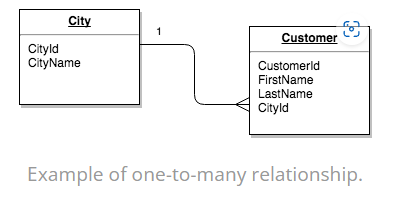 City
CityId
CityName
1
Customer
CustomerId
FirstName
LastName
CityId
Example of one-to-many relationship.